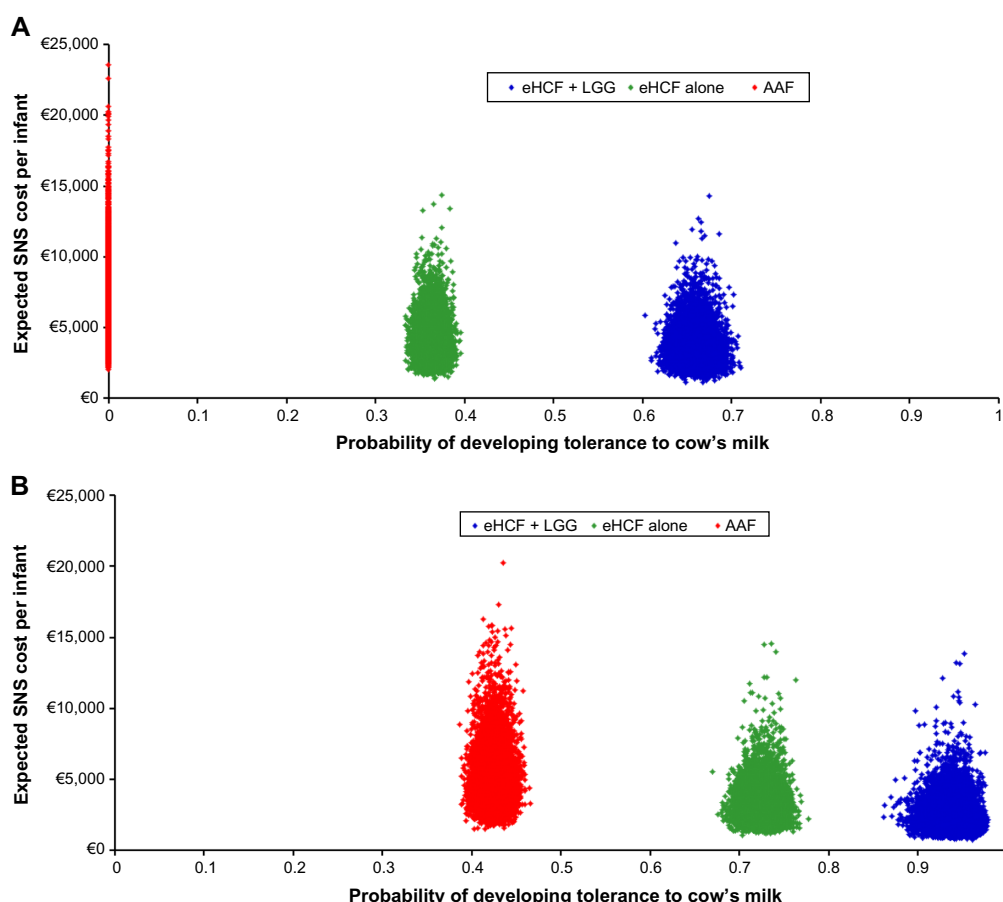 A
€25,000
€20,000
€15,000
€10,000
€5,000
€0
Expected SNS cost per infant
eHCF + LGG eHCF alone AAF
0 0.1 0.2 0.3 0.4 0.5 0.6 0.7 0.8 0.9 1
Probability of developing tolerance to cow's milk
B
€25,000
€20,000
€15,000
€10,000
€5,000
€0
Expected SNS cost per infant
eHCF + LGG eHCF alone AAF
0 0.1 0.2 0.3 0.4 0.5 0.6 0.7 0.8 0.9
Probability of developing tolerance to cow's milk